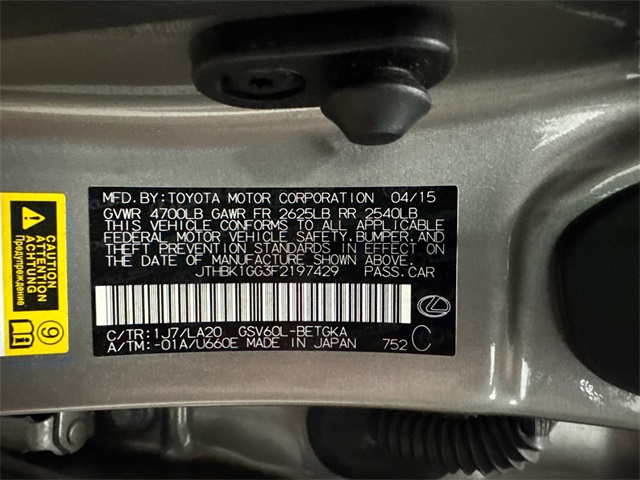 MFD. BY: TOYOTA MOTOR CORPORATION 04/15
GVWR 4700LB GAWR FR 2625LB RR 2540LB
THIS VEHICLE CONFORMS TO ALL APPLICABLE
FEDERAL MOTOR VEHICLE SAFETY, BUMPER, AND
THEFT PREVENTION STANDARDS IN EFFECT ON
THE DATE OF MANUFACTURE SHOWN ABOVE.
JTHBK1GG3F2197429 PASS. CAR
C/TR: 1J7/LA20 GSV60L-BETGKA
A/TM: -01A/U660E MADE IN JAPAN 752 C
CAUTION
ATTENTION
ACHTUNG
Предупреждение